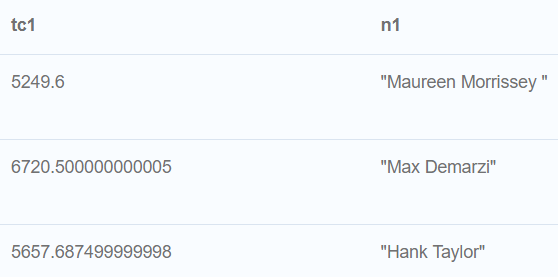 tc1 n1
5249.6 "Maureen Morrissey "
6720.500000000005 "Max Demarzi"
5657.687499999998 "Hank Taylor"